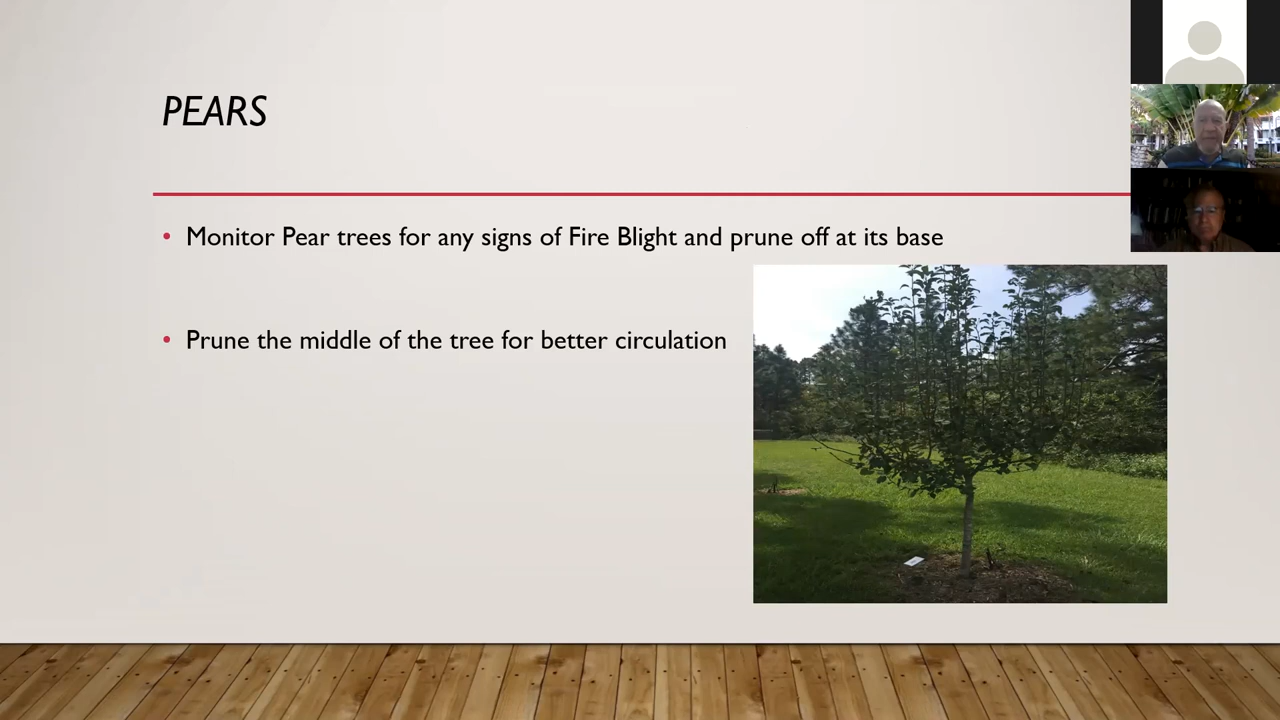 PEARS
Monitor Pear trees for any signs of Fire Blight and prune off at its base
Prune the middle of the tree for better circulation